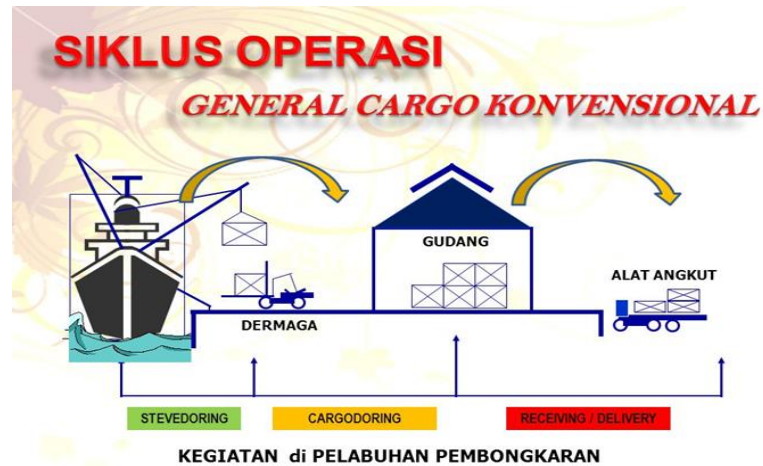 SIKLUS OPERASI
GENERAL CARGO KONVENSIONAL
GUDANG
ALAT ANGKUT
DERMAGA
STEVEDORING
CARGODORING
RECEIVING / DELIVERY
KEGIATAN di PELABUHAN PEMBONGKARAN